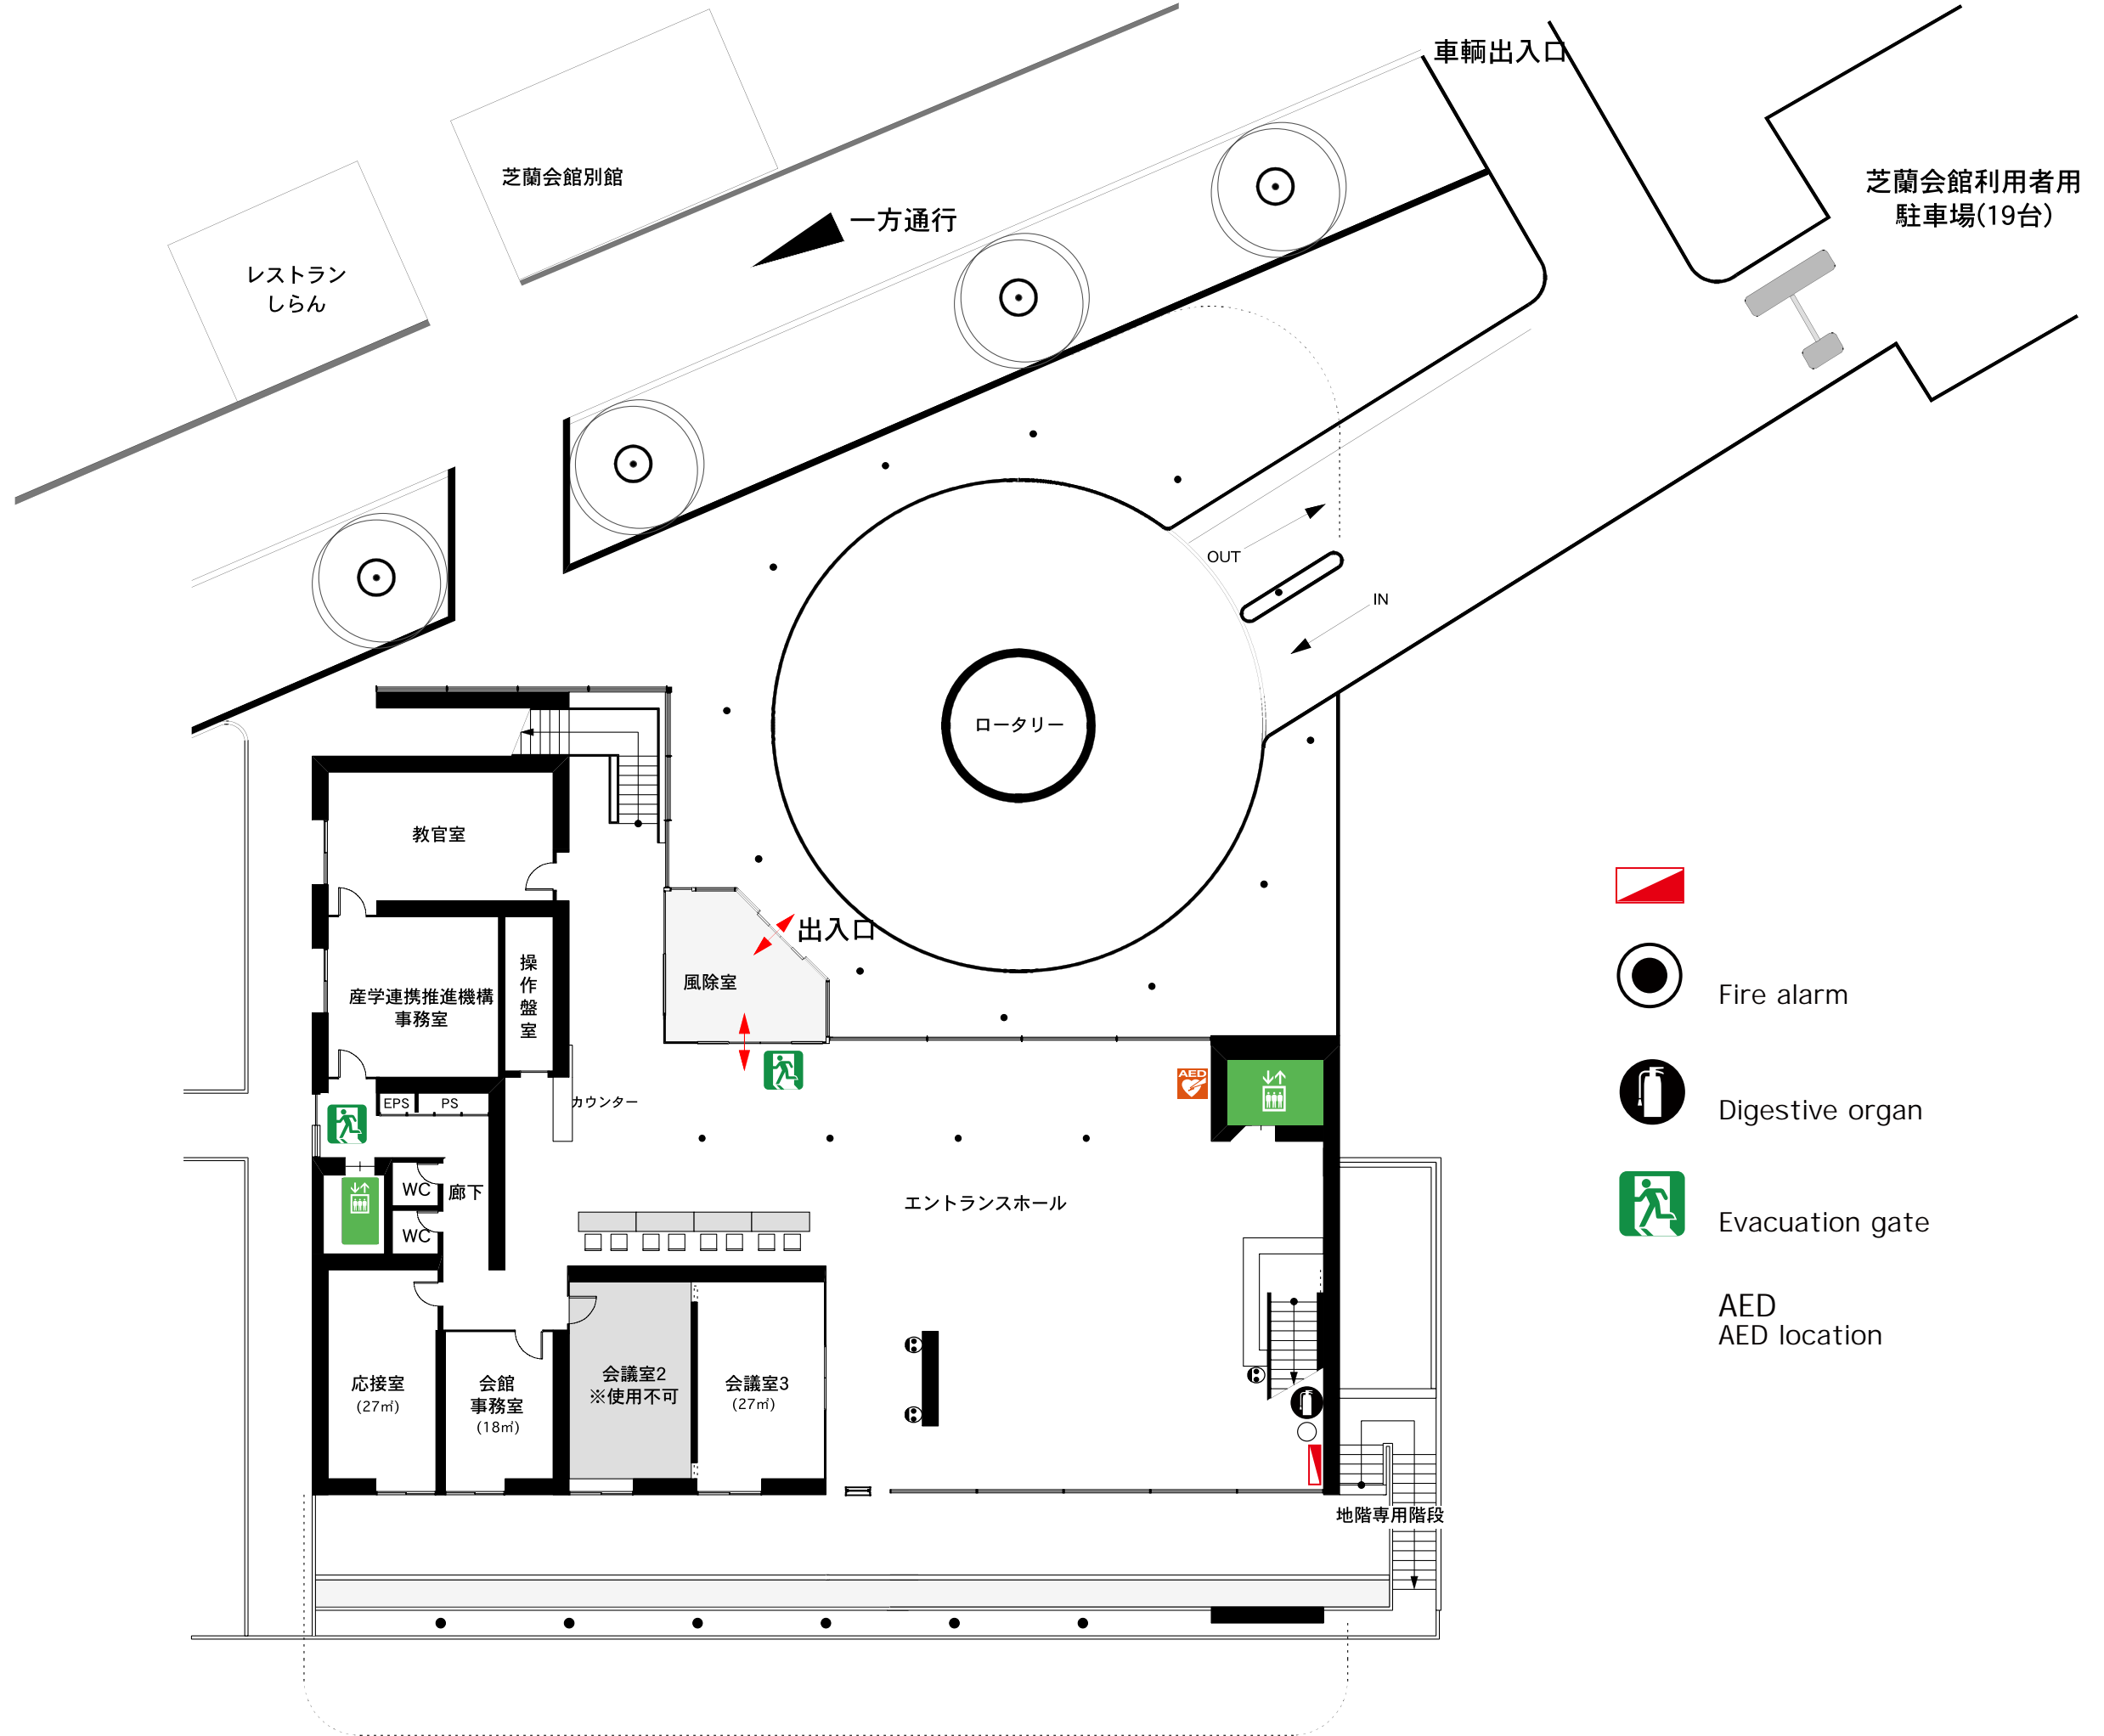 車輌出入口
芝蘭会館別館
芝蘭会館利用者用
駐車場(19台)
一方通行
レストラン
しらん
OUT
IN
ロータリー
教官室
出入口
風除室
操作盤室
産学連携推進機構
事務室
Fire alarm
AED
EPS
PS
カウンター
Digestive organ
WC
廊下
エントランスホール
WC
Evacuation gate
AED
AED location
応接室
(27㎡)
会館
事務室
(18㎡)
会議室2
※使用不可
会議室3
(27㎡)
地階専用階段